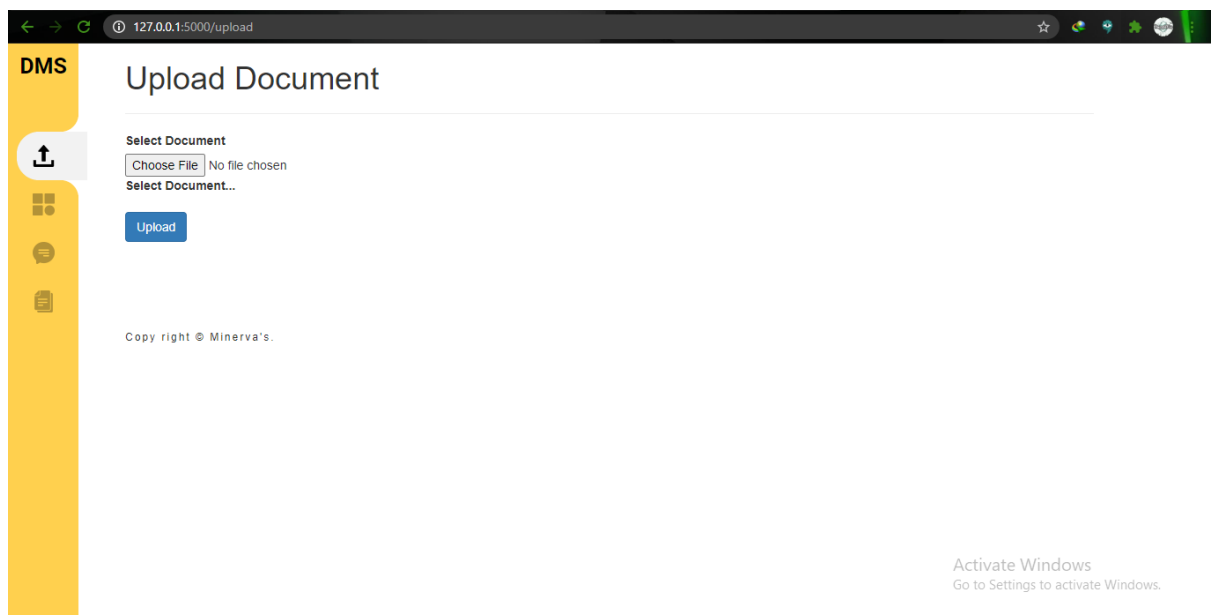 127.0.0.1:5000/upload
DMS
Upload Document
Select Document
Choose File No file chosen
Select Document...
Upload
Copy right © Minerva's.
Activate Windows
Go to Settings to activate Windows.